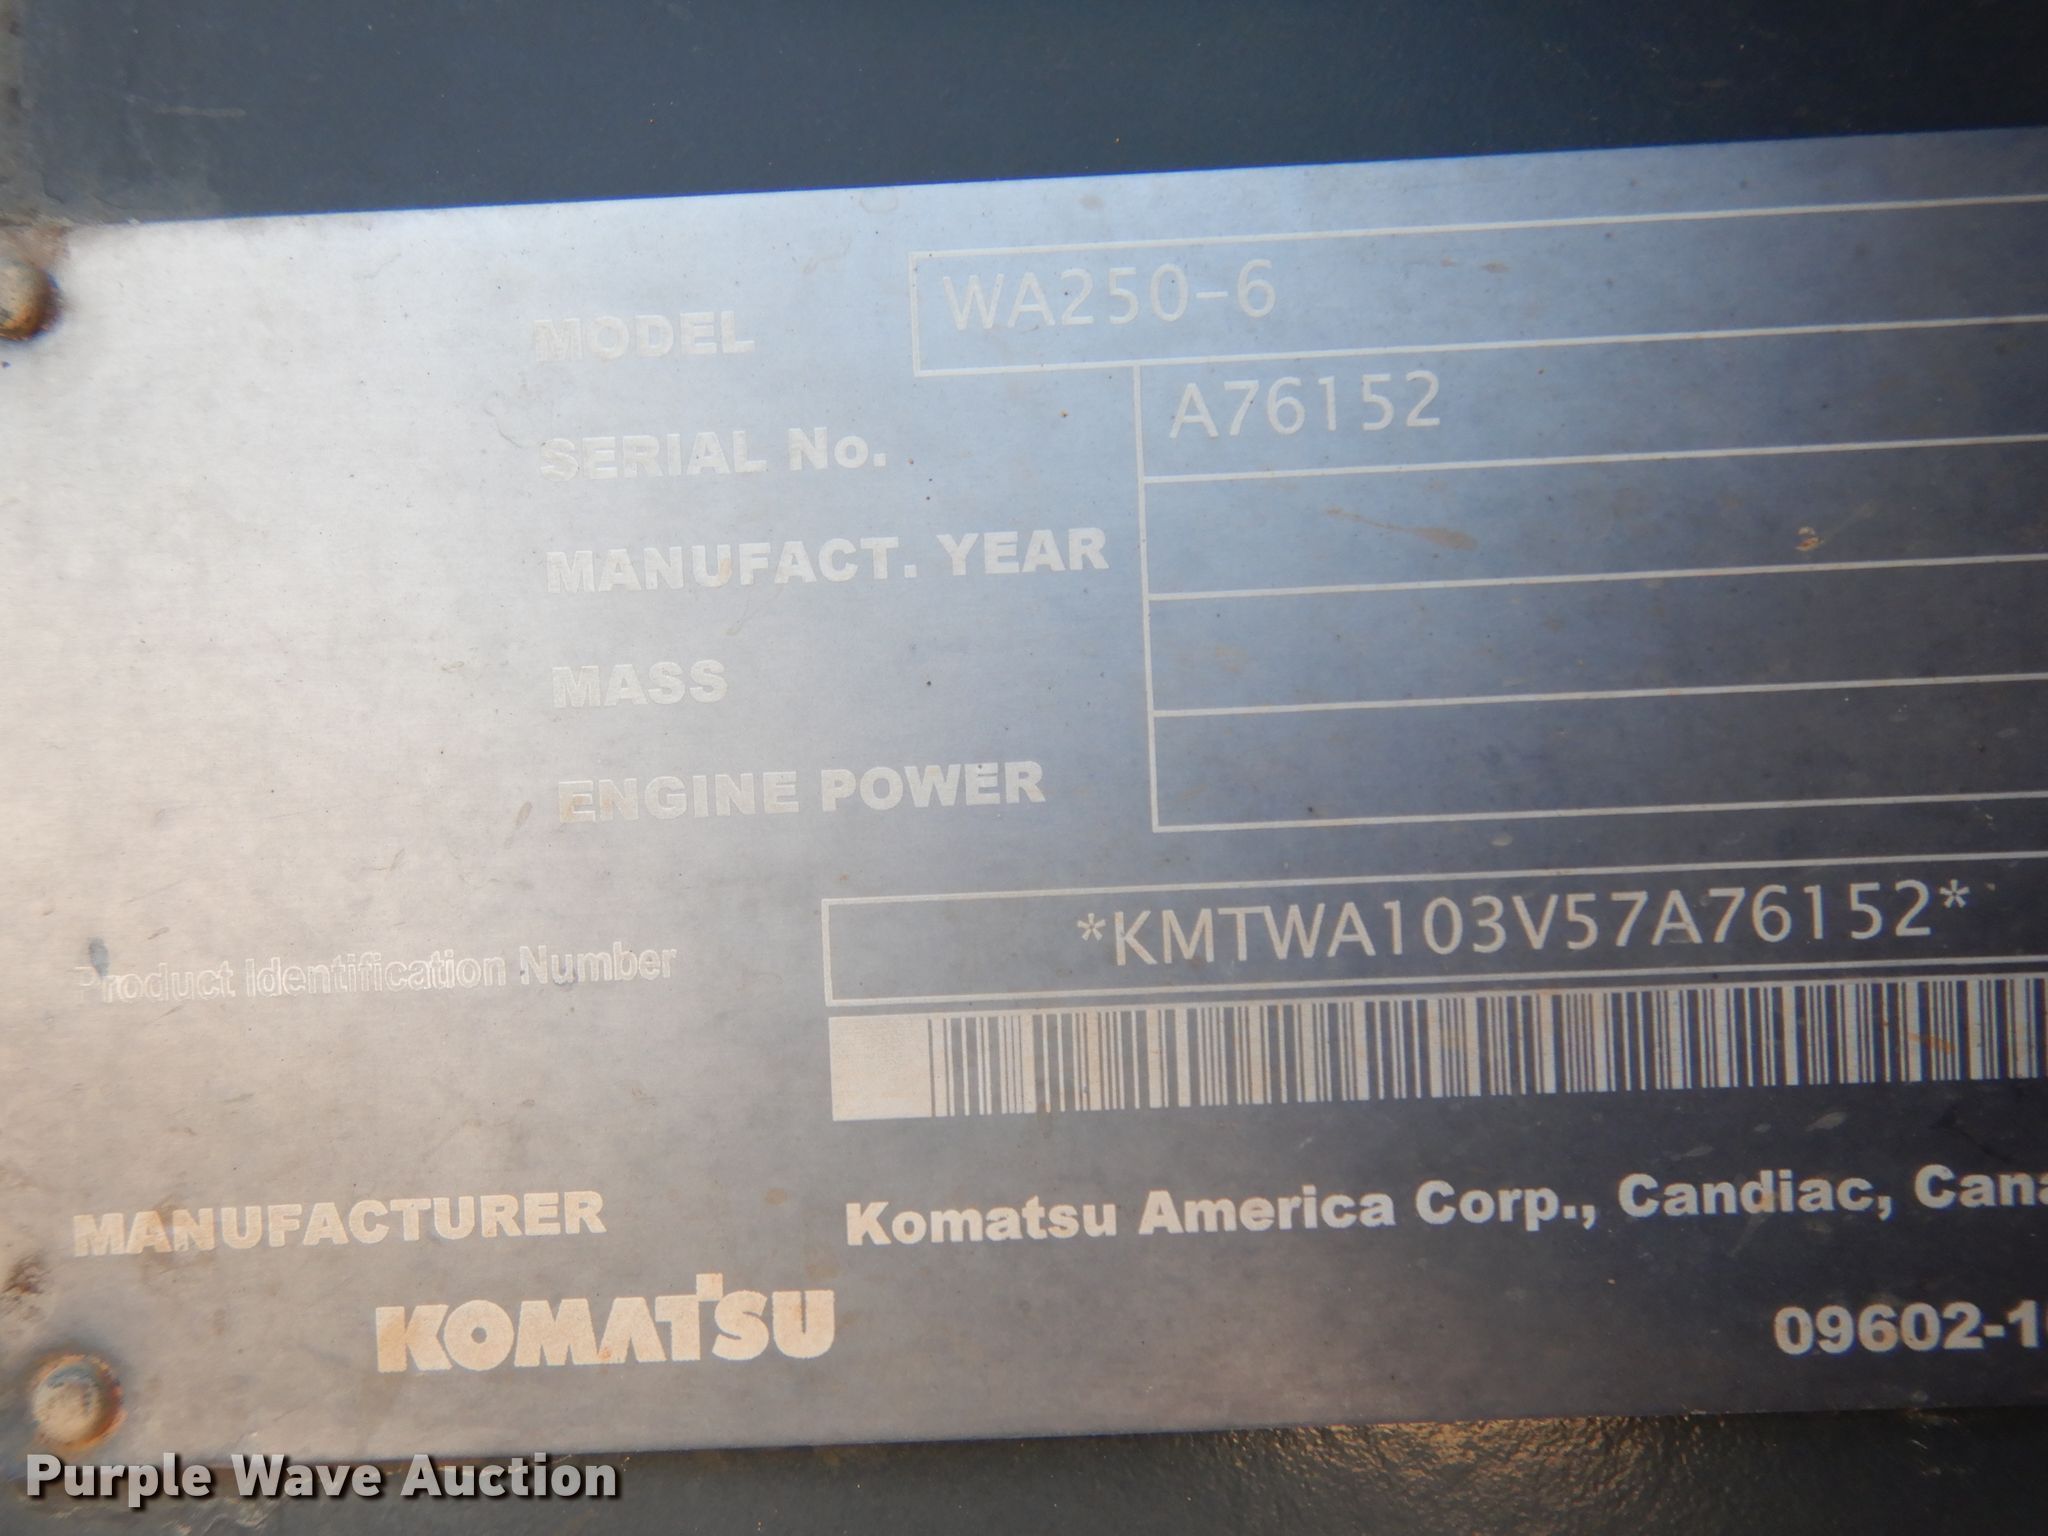 MODEL WA250-6
SERIAL No. A76152
MANUFACT. YEAR
MASS
ENGINE POWER
Product Identification Number *KMTWA103V57A76152*
MANUFACTURER Komatsu America Corp., Candiac, Cana
KOMATSU
09602-1
Purple Wave Auction